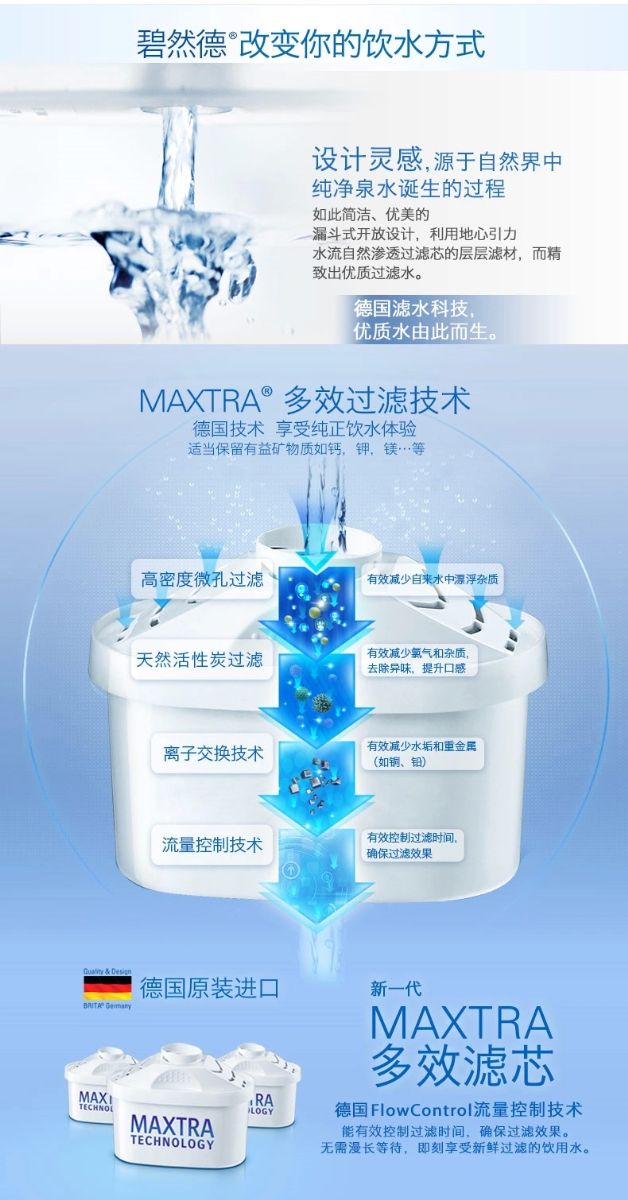 碧然德®改变你的饮水方式
设计灵感,源于自然界中
纯净泉水诞生的过程
如此简洁、优美的
漏斗式开放设计，利用地心引力
水流自然渗透过滤芯的层层滤材，而精
致出优质过滤水。
德国滤水科技，
优质水由此而生。
MAXTRA® 多效过滤技术
德国技术 享受纯正饮水体验
适当保留有益矿物质如钙，钾，镁…等
高密度微孔过滤
有效减少自来水中漂浮杂质
天然活性炭过滤
有效减少氯气和杂质，
去除异味，提升口感
离子交换技术
有效减少水垢和重金属
（如铜、铅）
流量控制技术
有效控制过滤时间，
确保过滤效果
Quality & Design
BRITA® Germany
德国原装进口
新一代
MAXTRA
多效滤芯
德国FlowControl流量控制技术
能有效控制过滤时间，确保过滤效果。
无需漫长等待，即刻享受新鲜过滤的饮用水。
MAXT
TECHNOL
MAXTRA
TECHNOLOGY
RA
LOGY